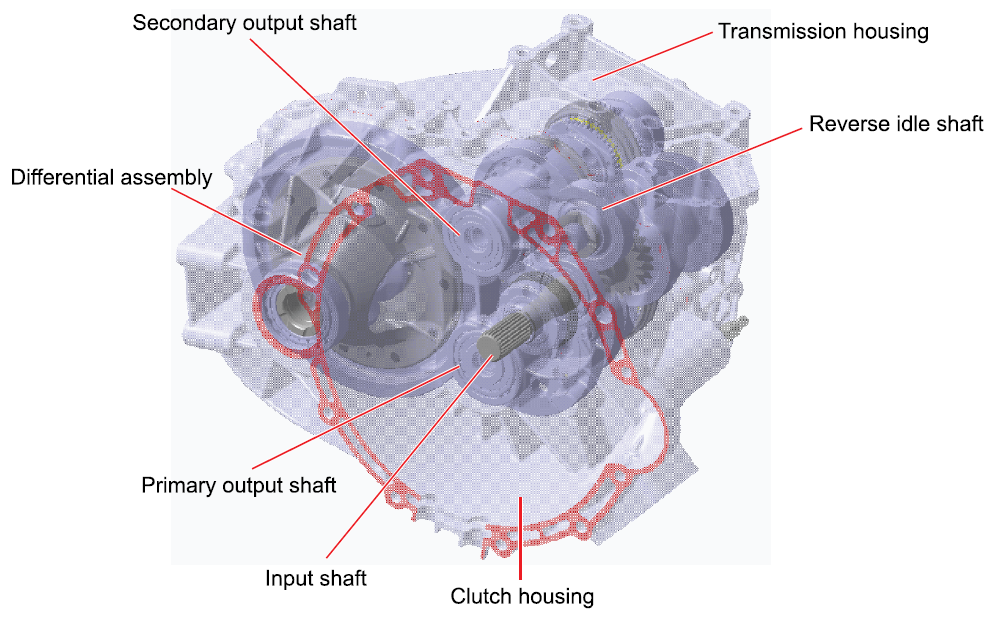 Secondary output shaft
Transmission housing
Reverse idle shaft
Differential assembly
Primary output shaft
Input shaft
Clutch housing